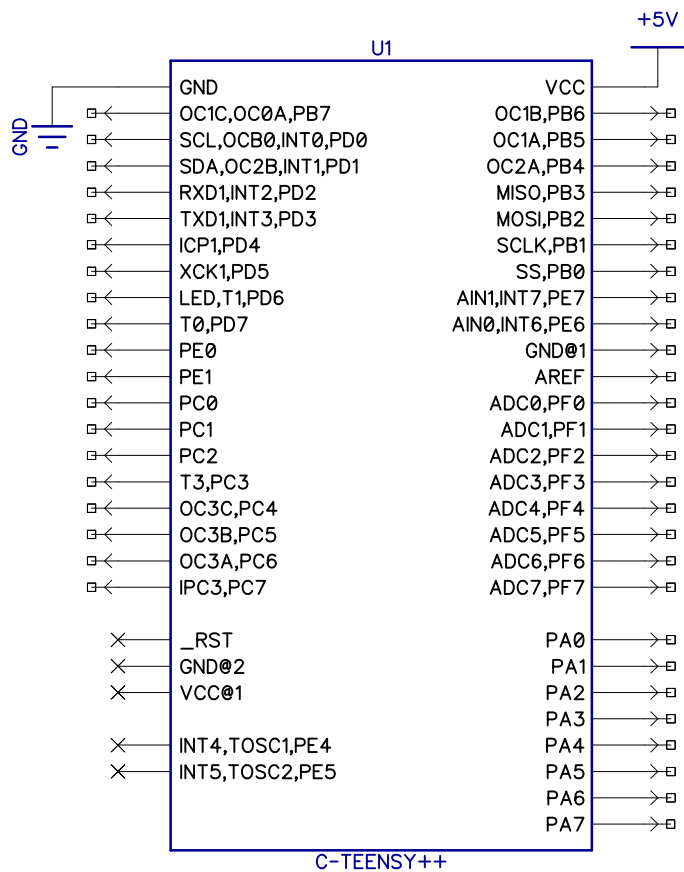 +5V
U1
GND
GND VCC
OC1C,OC0A,PB7 OC1B,PB6
SCL,OCB0,INT0,PD0 OC1A,PB5
SDA,OC2B,INT1,PD1 OC2A,PB4
RXD1,INT2,PD2 MISO,PB3
TXD1,INT3,PD3 MOSI,PB2
ICP1,PD4 SCLK,PB1
XCK1,PD5 SS,PB0
LED,T1,PD6 AIN1,INT7,PE7
T0,PD7 AIN0,INT6,PE6
PE0 GND@1
PE1 AREF
PC0 ADC0,PF0
PC1 ADC1,PF1
PC2 ADC2,PF2
T3,PC3 ADC3,PF3
OC3C,PC4 ADC4,PF4
OC3B,PC5 ADC5,PF5
OC3A,PC6 ADC6,PF6
IPC3,PC7 ADC7,PF7
_RST PA0
GND@2 PA1
VCC@1 PA2
PA3
INT4,TOSC1,PE4 PA4
INT5,TOSC2,PE5 PA5
PA6
PA7
C-TEENSY++